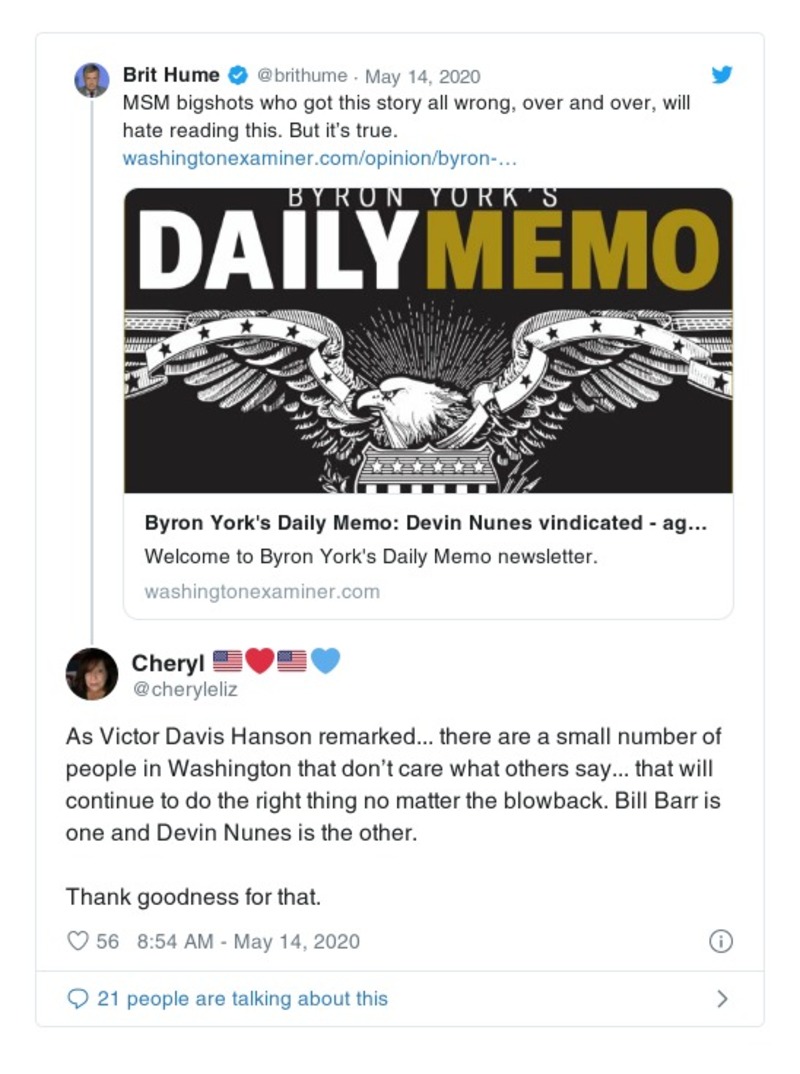 Brit Hume @brithume · May 14, 2020
MSM bigshots who got this story all wrong, over and over, will
hate reading this. But it’s true.
washingtonexaminer.com/opinion/byron-…
BYRON YORK'S
DAILYMEMO
Byron York's Daily Memo: Devin Nunes vindicated - ag...
Welcome to Byron York's Daily Memo newsletter.
washingtonexaminer.com
Cheryl 🇺🇸❤️🇺🇸💙
@cheryleliz
As Victor Davis Hanson remarked... there are a small number of
people in Washington that don’t care what others say... that will
continue to do the right thing no matter the blowback. Bill Barr is
one and Devin Nunes is the other.
Thank goodness for that.
56 8:54 AM - May 14, 2020
21 people are talking about this